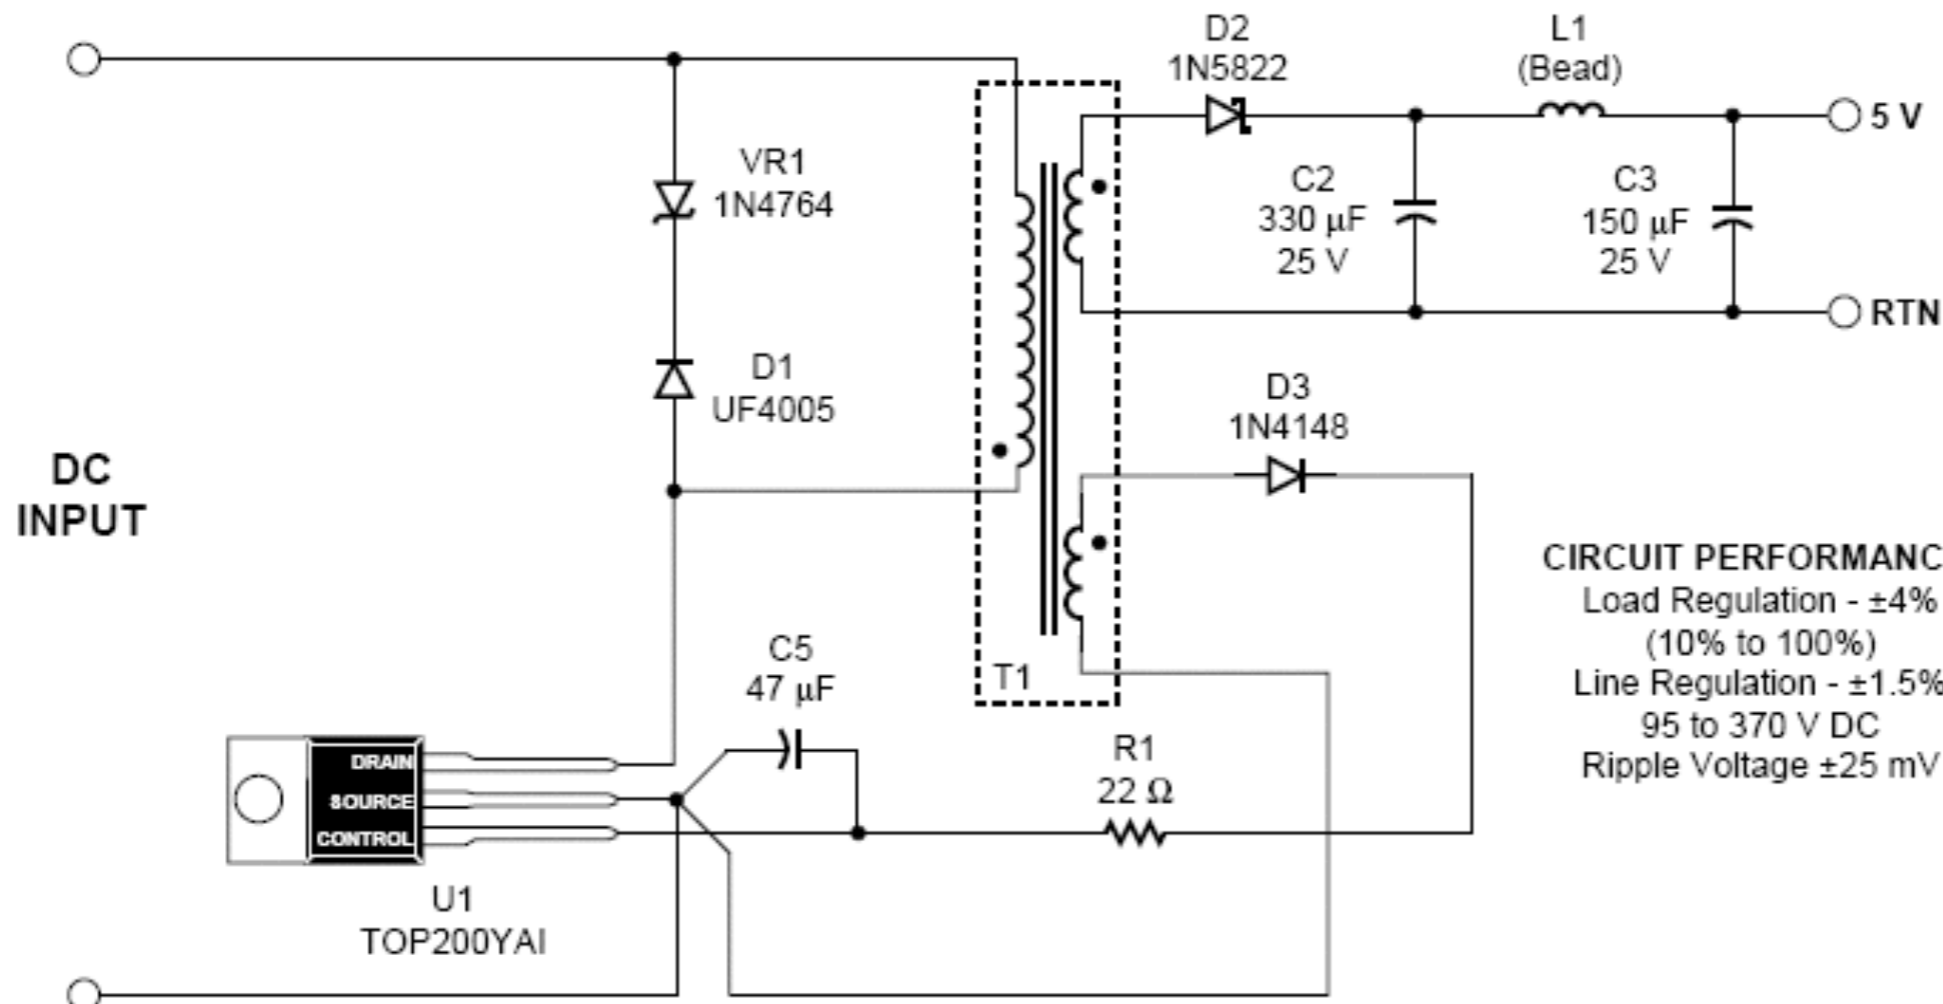 D2
1N5822
L1
(Bead)
5 V
VR1
1N4764
C2
330 µF
25 V
C3
150 µF
25 V
RTN
D1
UF4005
D3
1N4148
DC
INPUT
CIRCUIT PERFORMANC
Load Regulation - ±4%
(10% to 100%)
Line Regulation - ±1.5%
95 to 370 V DC
Ripple Voltage ±25 mV
T1
C5
47 µF
R1
22 Ω
DRAIN
SOURCE
CONTROL
U1
TOP200YAI